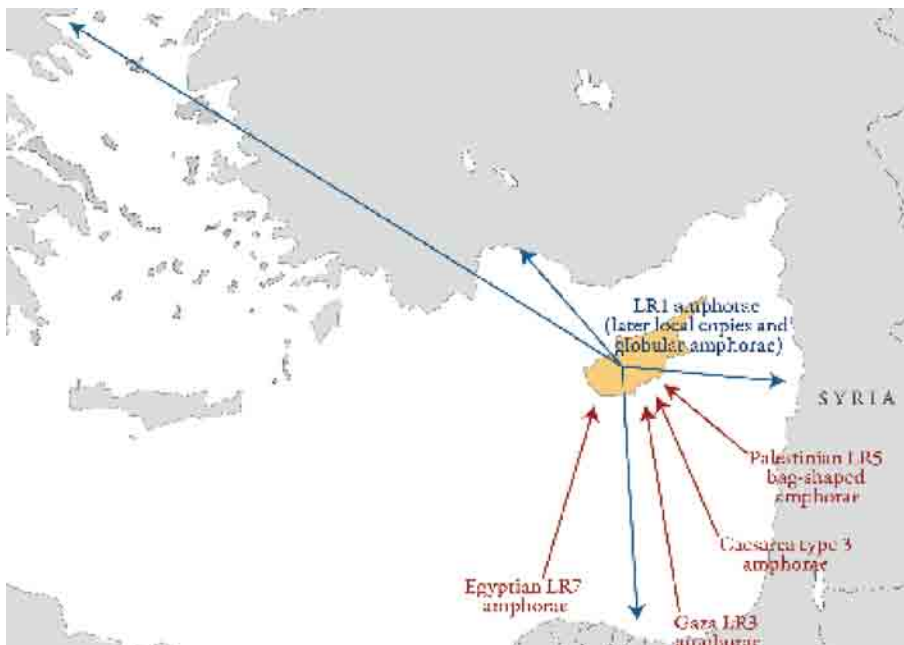 LR1 amphorae
(later local copies and
globular amphorae)
SYRIA
Palestinian LR5
bag-shaped
amphorae
Caesarea type 3
amphorae
Egyptian LR7
amphorae
Gaza LR3
amphorae